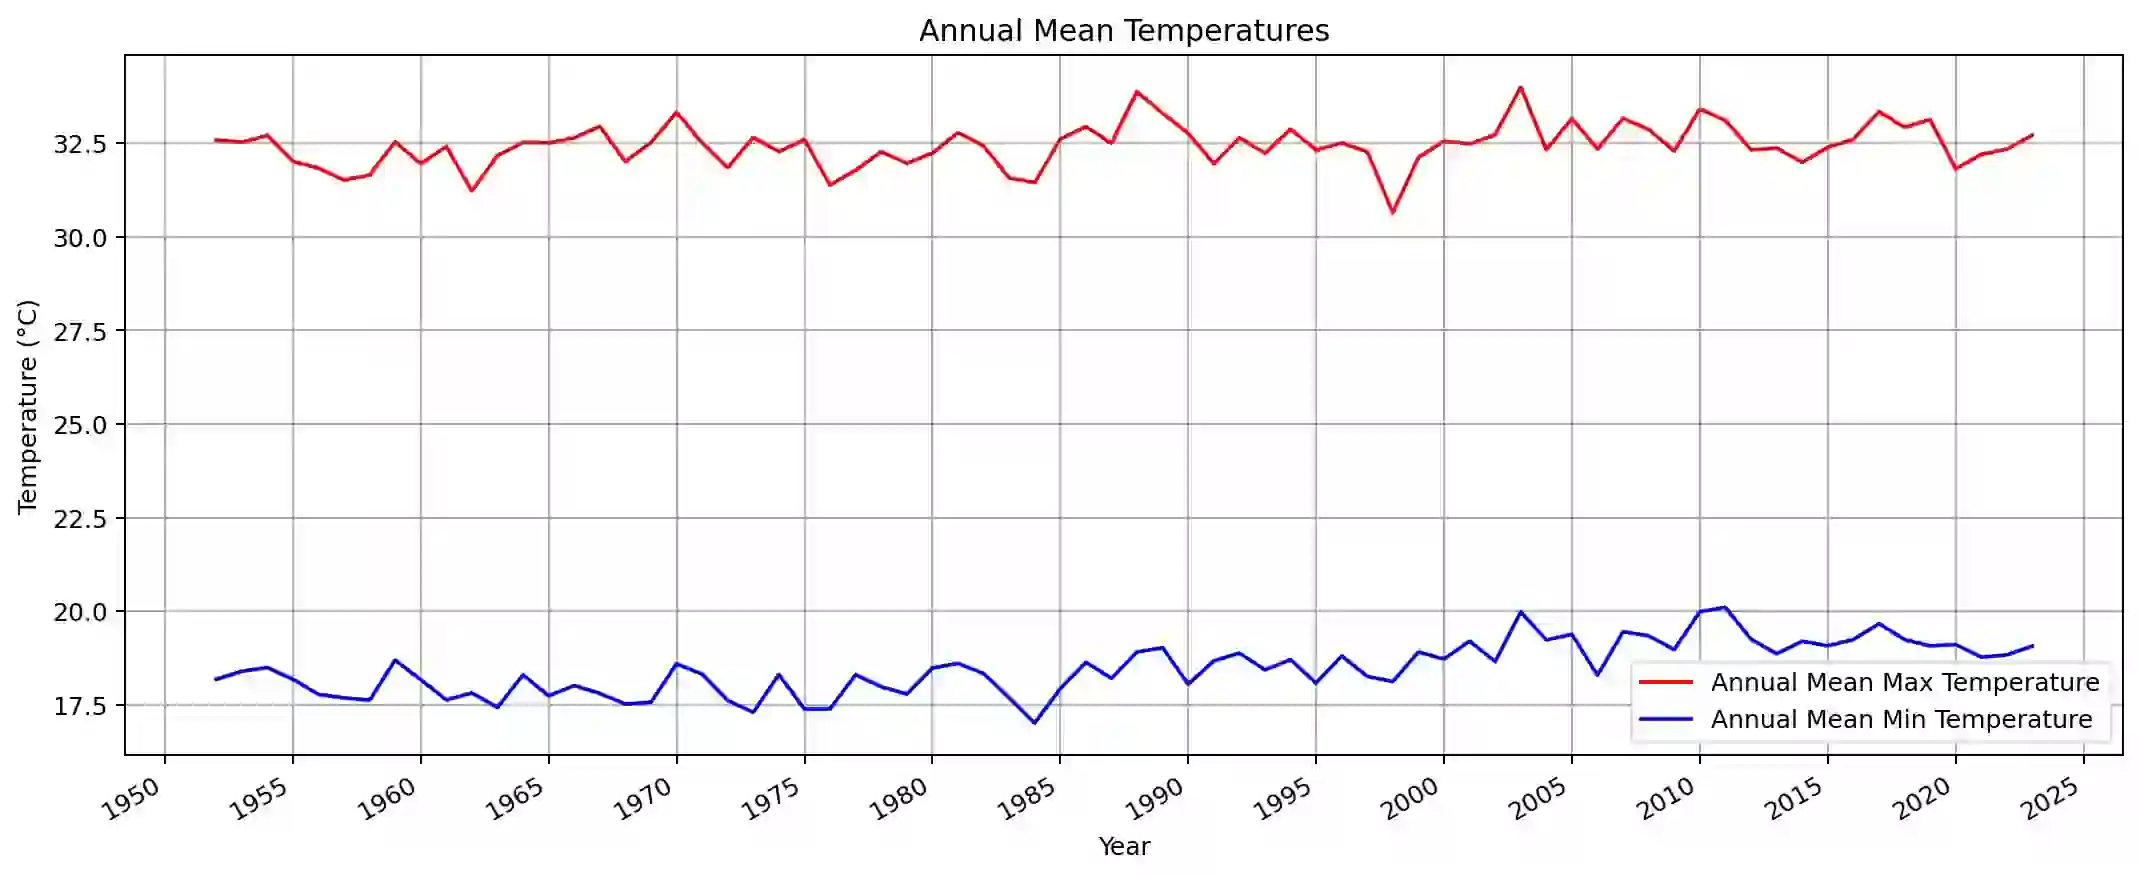 Annual Mean Temperatures
Temperature (°C)
32.5
30.0
27.5
25.0
22.5
20.0
17.5
Annual Mean Max Temperature
Annual Mean Min Temperature
1950 1955 1960 1965 1970 1975 1980 1985 1990 1995 2000 2005 2010 2015 2020 2025
Year